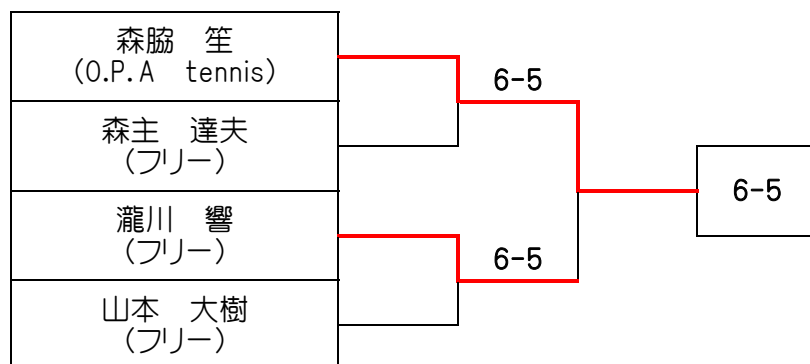 森脇　笙
(O.P.A　tennis)
森主　達夫
(フリー)
瀧川　響
(フリー)
山本　大樹
(フリー)
6-5
6-5
6-5